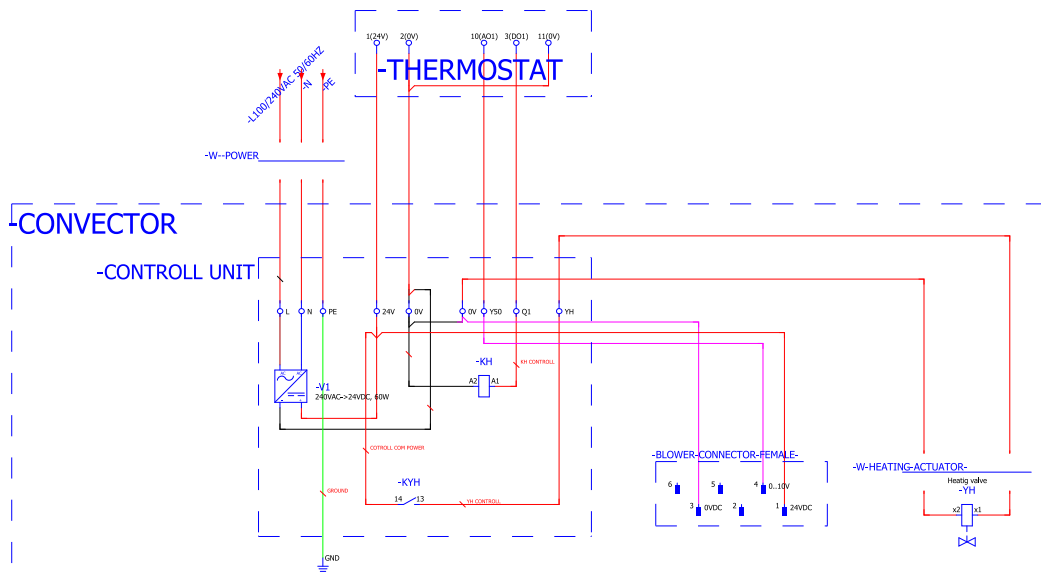 1(24V) 2(0V) 10(AO1) 3(DO1) 11(0V)
-THERMOSTAT
-L100/240VAC 50/60HZ
-N
-PE
-W--POWER
-CONVECTOR
-CONTROLL UNIT
L N PE 24V 0V 0V Y50 Q1 YH
-KH
KH CONTROLL
A2 A1
-V1
240VAC->24VDC, 60W
AC AC
COTROLL COM POWER
-BLOWER-CONNECTOR-FEMALE-
-W-HEATING-ACTUATOR-
Heatig valve
-YH
-KYH
14 13
YH CONTROLL
GROUND
6 5 4 0..10V
3 0VDC 2 1 24VDC
x2 x1
GND